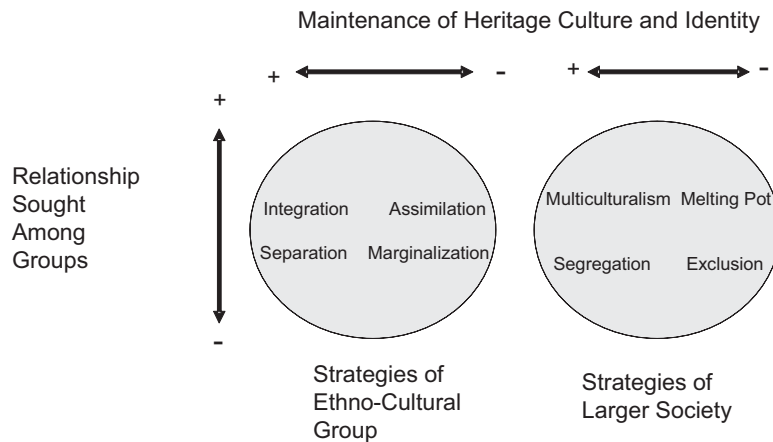 Maintenance of Heritage Culture and Identity
+ - + -
+
Relationship
Sought
Among
Groups
-
Integration Assimilation
Separation Marginalization
Multiculturalism Melting Pot
Segregation Exclusion
Strategies of
Ethno-Cultural
Group
Strategies of
Larger Society